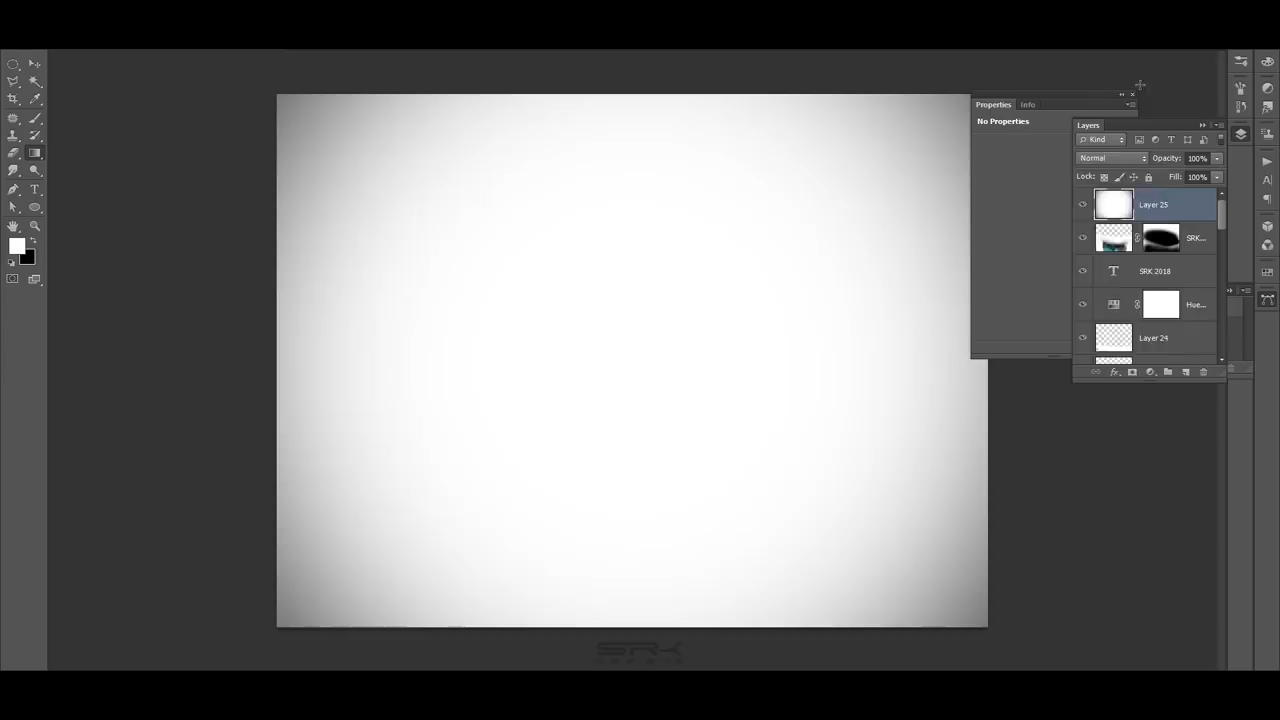 Properties Info
No Properties
Layers
Kind
Normal Opacity: 100%
Lock: Fill: 100%
Layer 25
SRK...
SRK 2018
Hue...
Layer 24
SRK